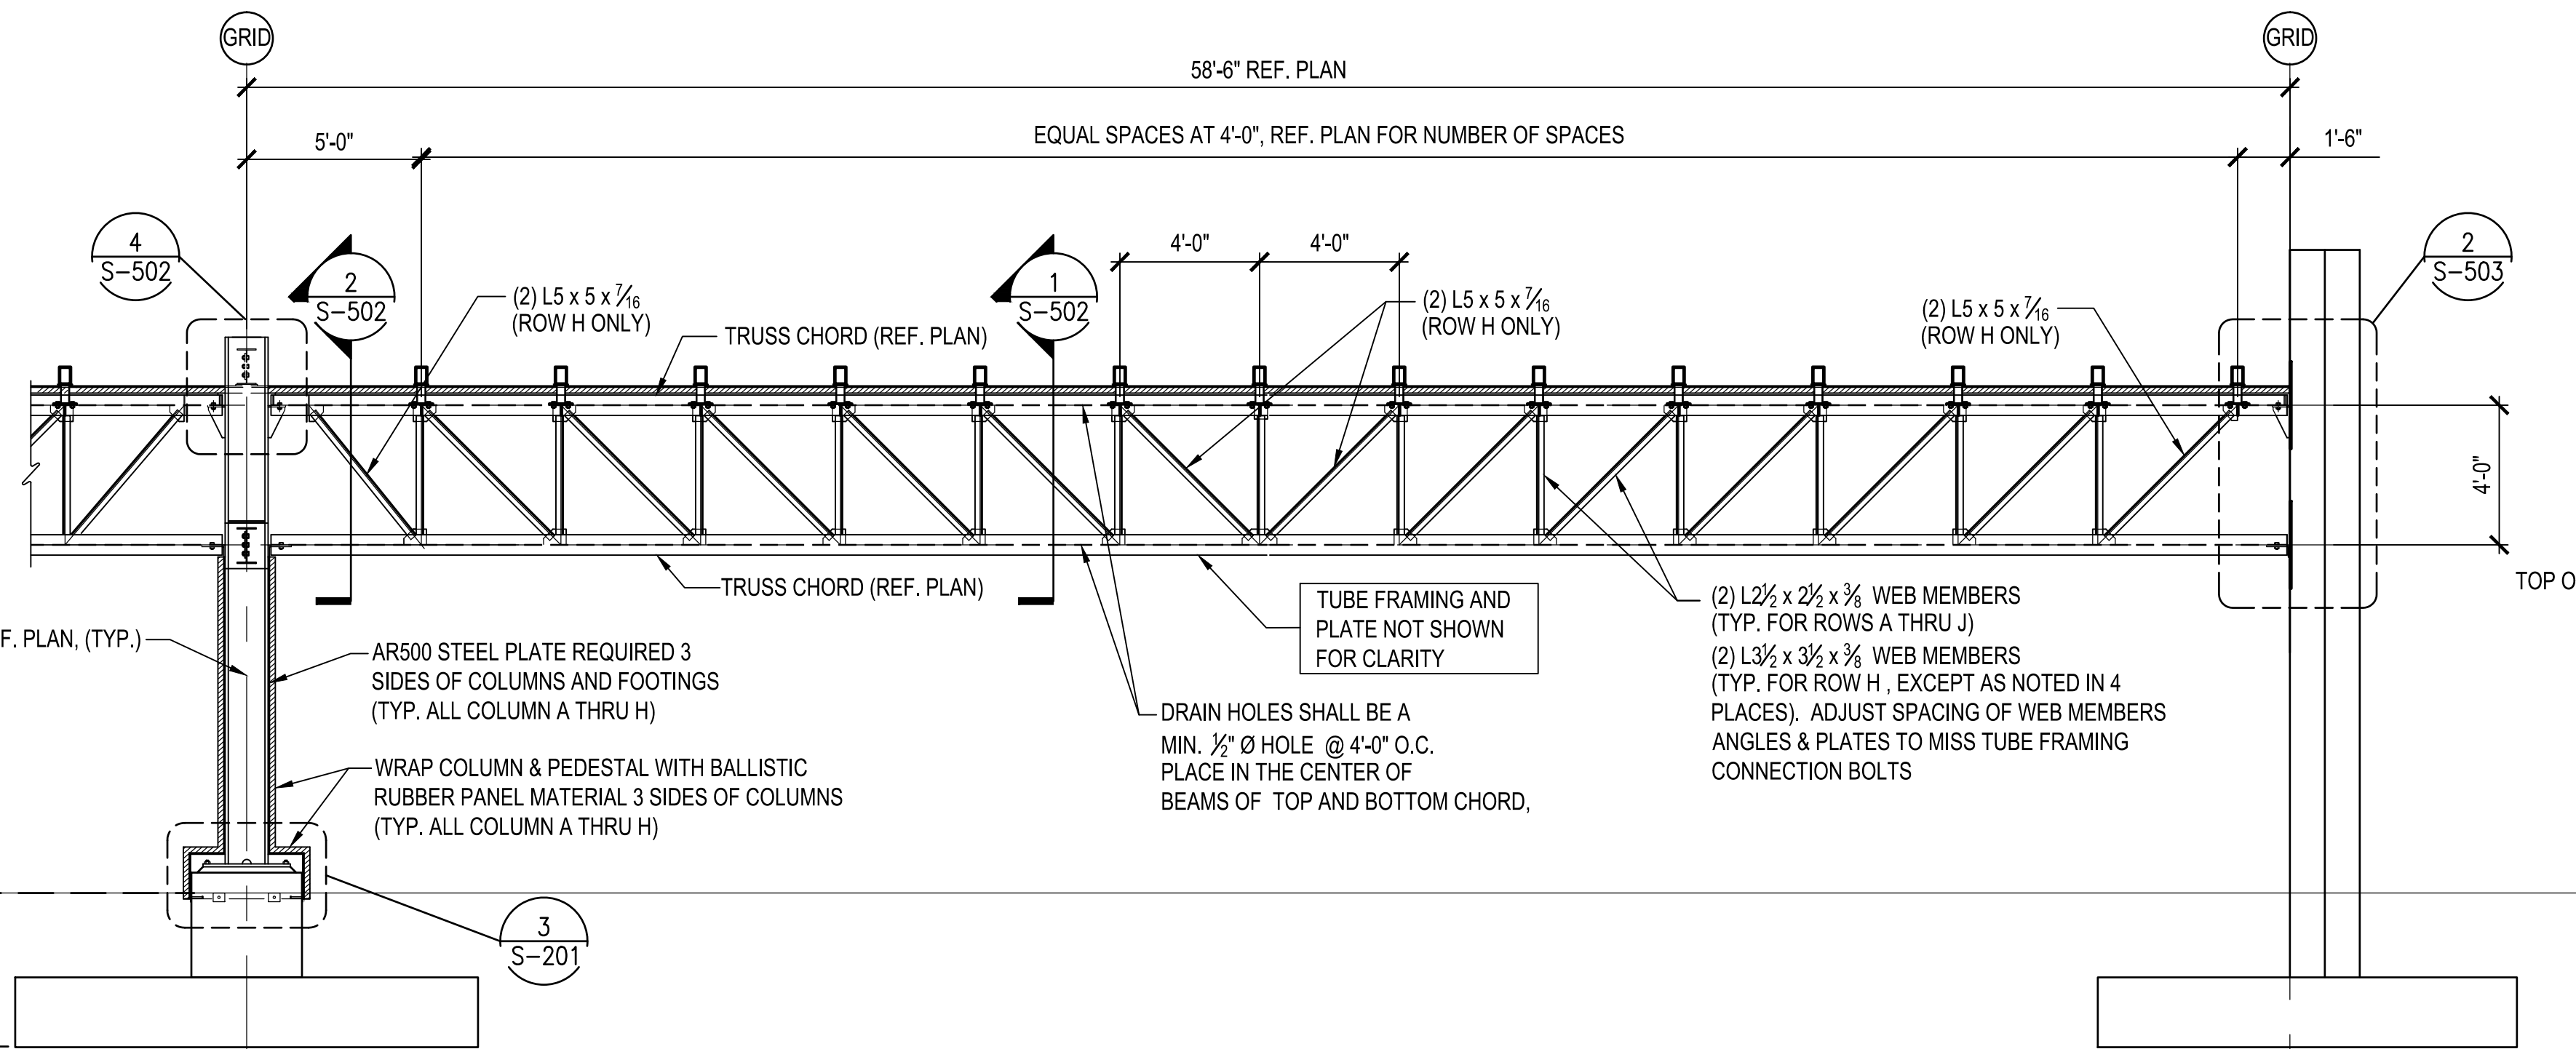 GRID
GRID
58'-6" REF. PLAN
5'-0"
EQUAL SPACES AT 4'-0", REF. PLAN FOR NUMBER OF SPACES
1'-6"
4
S-502
2
S-502
1
S-502
4'-0"
4'-0"
2
S-503
(2) L5 x 5 x 7/16
(ROW H ONLY)
TRUSS CHORD (REF. PLAN)
(2) L5 x 5 x 7/16
(ROW H ONLY)
(2) L5 x 5 x 7/16
(ROW H ONLY)
4'-0"
TRUSS CHORD (REF. PLAN)
TOP O
F. PLAN, (TYP.)
AR500 STEEL PLATE REQUIRED 3
SIDES OF COLUMNS AND FOOTINGS
(TYP. ALL COLUMN A THRU H)
TUBE FRAMING AND
PLATE NOT SHOWN
FOR CLARITY
(2) L2½ x 2½ x ⅜ WEB MEMBERS
(TYP. FOR ROWS A THRU J)
(2) L3½ x 3½ x ⅜ WEB MEMBERS
(TYP. FOR ROW H , EXCEPT AS NOTED IN 4
PLACES). ADJUST SPACING OF WEB MEMBERS
ANGLES & PLATES TO MISS TUBE FRAMING
CONNECTION BOLTS
DRAIN HOLES SHALL BE A
MIN. ½" Ø HOLE @ 4'-0" O.C.
PLACE IN THE CENTER OF
BEAMS OF TOP AND BOTTOM CHORD,
WRAP COLUMN & PEDESTAL WITH BALLISTIC
RUBBER PANEL MATERIAL 3 SIDES OF COLUMNS
(TYP. ALL COLUMN A THRU H)
3
S-201